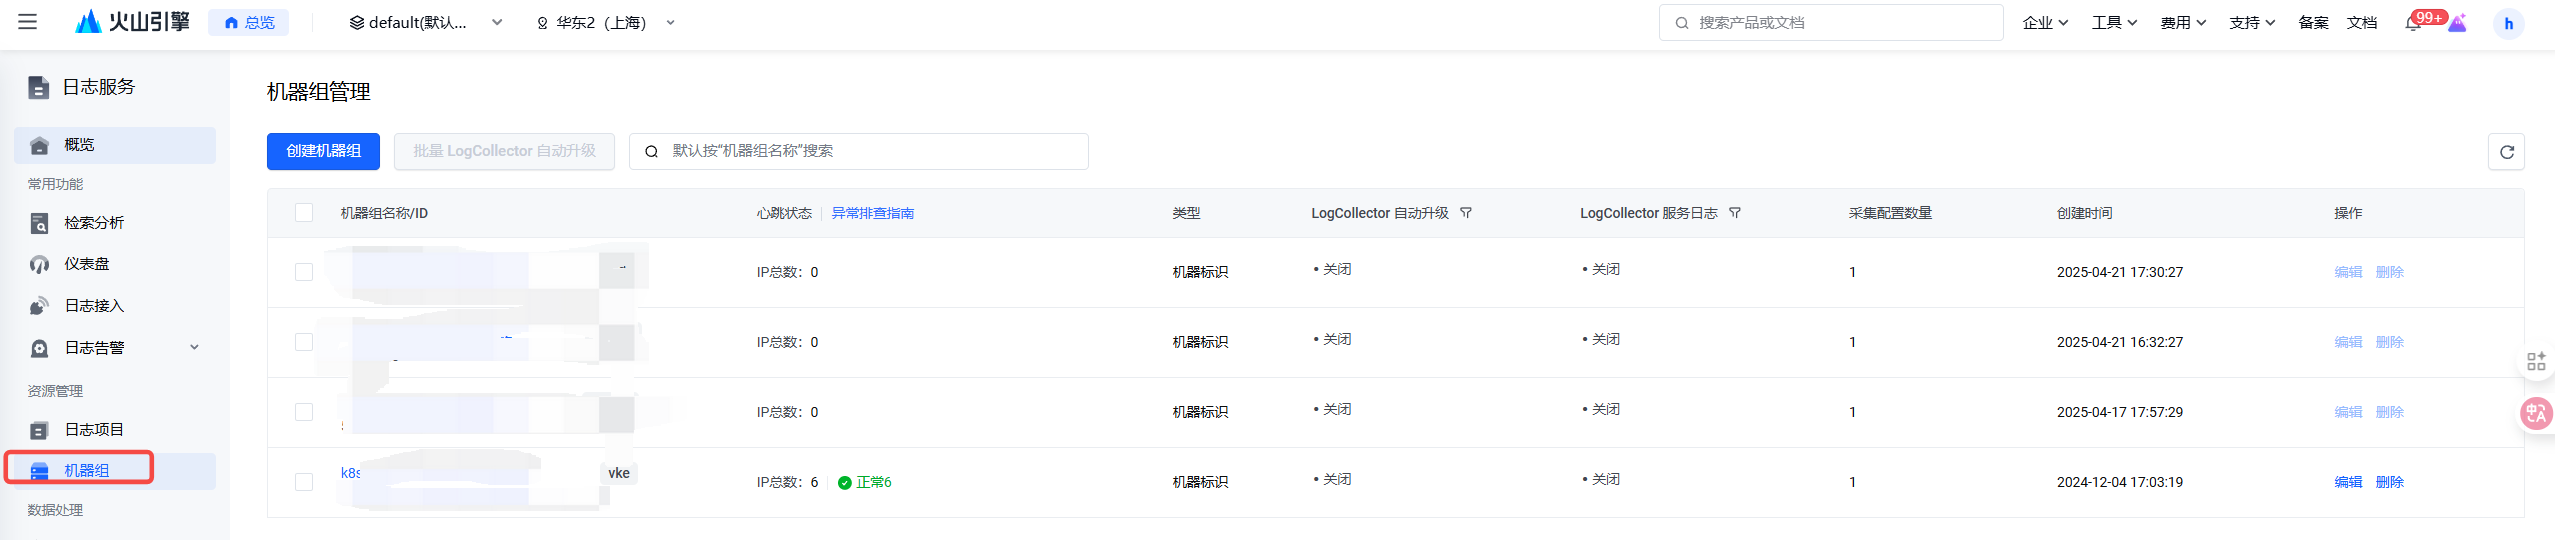 火山引擎 总览 default(默认... 华东2（上海） 搜索产品或文档 企业 工具 费用 支持 备案 文档 99+ h
日志服务
概览
常用功能
检索分析
仪表盘
日志接入
日志告警
资源管理
日志项目
机器组
数据处理
机器组管理
创建机器组 批量 LogCollector 自动升级 默认按“机器组名称”搜索
机器组名称/ID 心跳状态 异常排查指南 类型 LogCollector 自动升级 LogCollector 服务日志 采集配置数量 创建时间 操作
IP总数：0 机器标识 • 关闭 • 关闭 1 2025-04-21 17:30:27 编辑 删除
IP总数：0 机器标识 • 关闭 • 关闭 1 2025-04-21 16:32:27 编辑 删除
IP总数：0 机器标识 • 关闭 • 关闭 1 2025-04-17 17:57:29 编辑 删除
k8s vke IP总数：6 正常6 机器标识 • 关闭 • 关闭 1 2024-12-04 17:03:19 编辑 删除